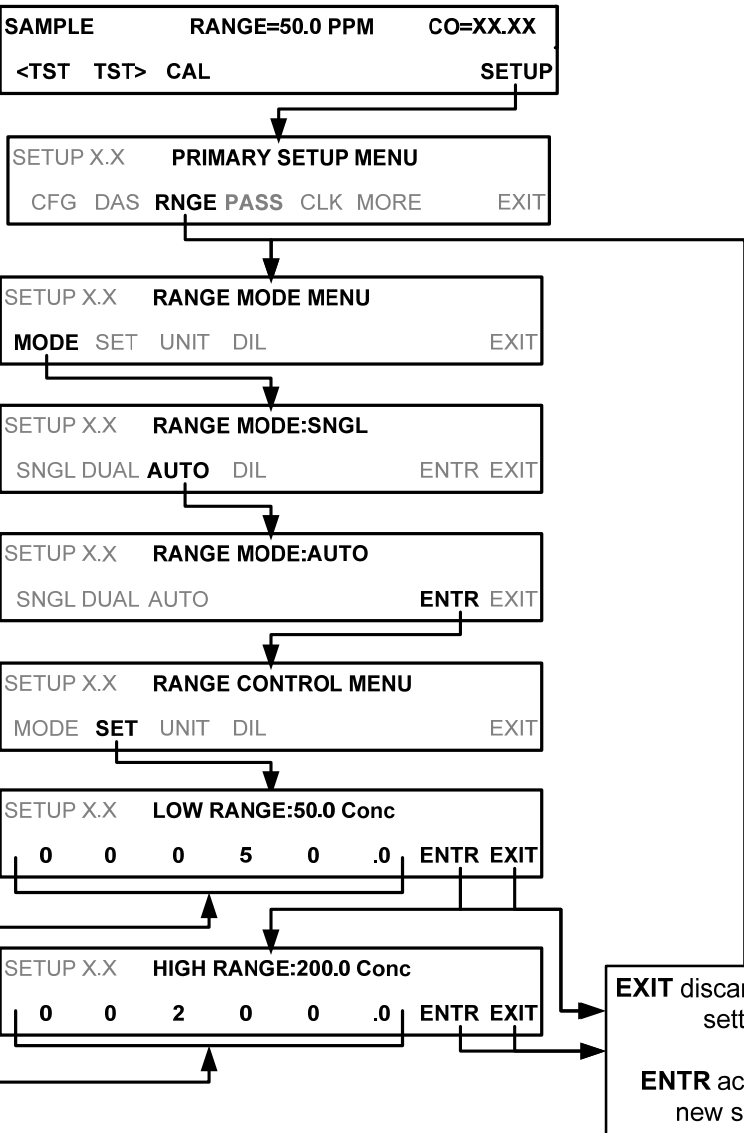 SAMPLE RANGE=50.0 PPM CO=XX.XX
<TST TST> CAL SETUP
SETUP X.X PRIMARY SETUP MENU
CFG DAS RNGE PASS CLK MORE EXIT
SETUP X.X RANGE MODE MENU
MODE SET UNIT DIL EXIT
SETUP X.X RANGE MODE:SNGL
SNGL DUAL AUTO DIL ENTR EXIT
SETUP X.X RANGE MODE:AUTO
SNGL DUAL AUTO ENTR EXIT
SETUP X.X RANGE CONTROL MENU
MODE SET UNIT DIL EXIT
SETUP X.X LOW RANGE:50.0 Conc
0 0 0 5 0 .0 ENTR EXIT
SETUP X.X HIGH RANGE:200.0 Conc
0 0 2 0 0 .0 ENTR EXIT
EXIT
ENTR
new